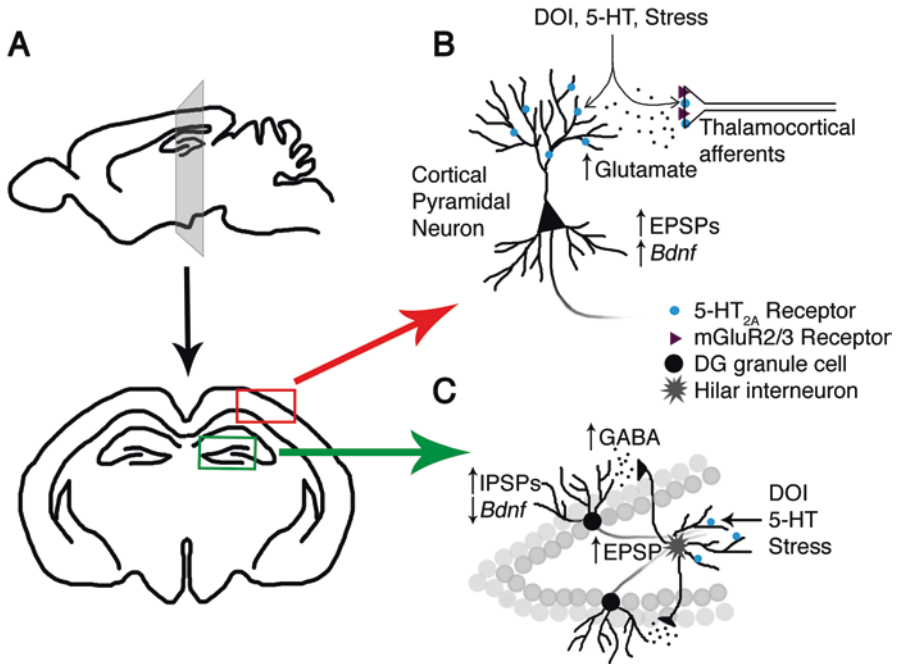 A
B
DOI, 5-HT, Stress
Thalamocortical
afferents
↑ Glutamate
Cortical
Pyramidal
Neuron
↑ EPSPs
↑ Bdnf
5-HT2A Receptor
mGluR2/3 Receptor
DG granule cell
Hilar interneuron
C
↑ GABA
↑ IPSPs
↓ Bdnf
↑ EPSP
DOI
5-HT
Stress